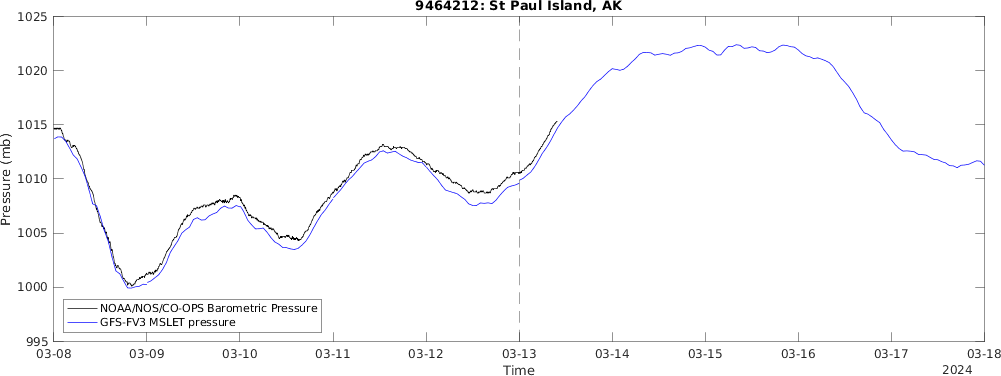 9464212: St Paul Island, AK
1025
1020
1015
1010
1005
1000
995
Pressure (mb)
NOAA/NOS/CO-OPS Barometric Pressure
GFS-FV3 MSLET pressure
03-08 03-09 03-10 03-11 03-12 03-13 03-14 03-15 03-16 03-17 03-18
Time
2024